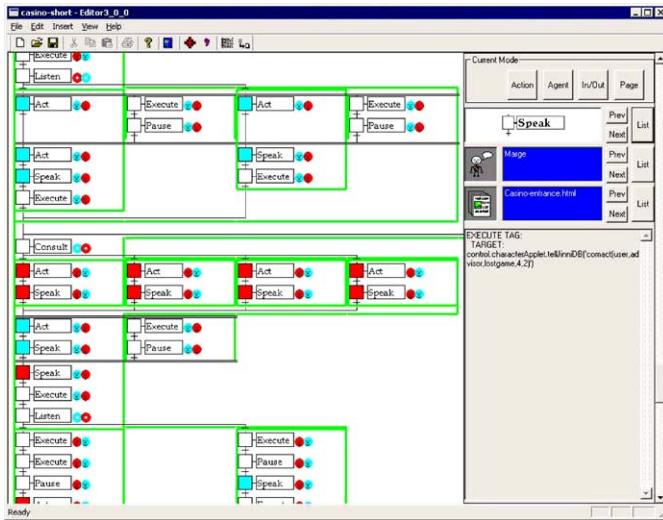 casino-short - Editor3_0_0
File Edit Insert View Help
Execute
Listen
Act Execute Act Execute
Pause Pause
Act Speak
Speak Execute
Execute
Consult
Act Act Act Act
Speak Speak Speak Speak
Act Execute
Speak Pause
Speak
Execute
Listen
Execute Execute
Execute Pause
Pause Speak
Current Mode
Action Agent In/Out Page
Speak Prev Next List
Marge Prev Next List
Casino-entrance.html Prev Next List
EXECUTE TAG:
TARGET:
control.characterApplet.tellJinniDB('comact(user,ad
visor,lostgame,4,2)')
Ready